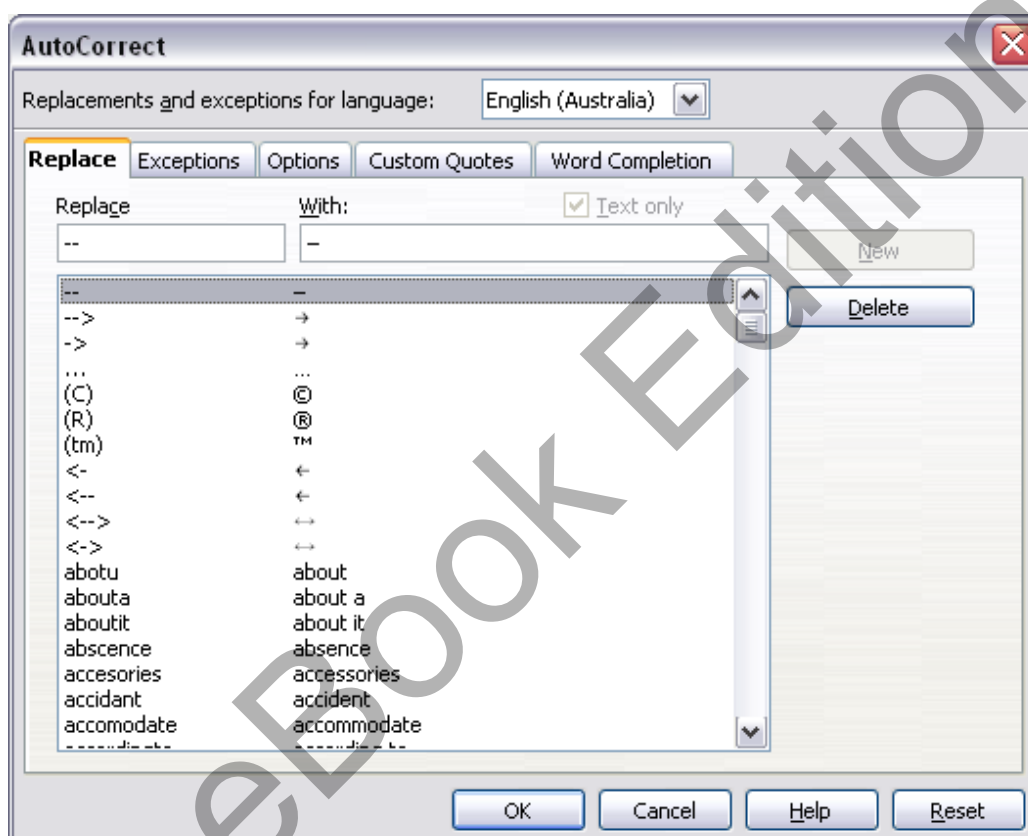 AutoCorrect
Replacements and exceptions for language: English (Australia)
Replace Exceptions Options Custom Quotes Word Completion
Replace With: Text only
-- –
New
-- –
Delete
--> →
-> →
... …
(C) ©
(R) ®
(tm) ™
<- ←
<-- ←
<--> ↔
<-> ↔
abotu about
abouta about a
aboutit about it
abscence absence
accesories accessories
accidant accident
accomodate accommodate
OK Cancel Help Reset
eBook Edition